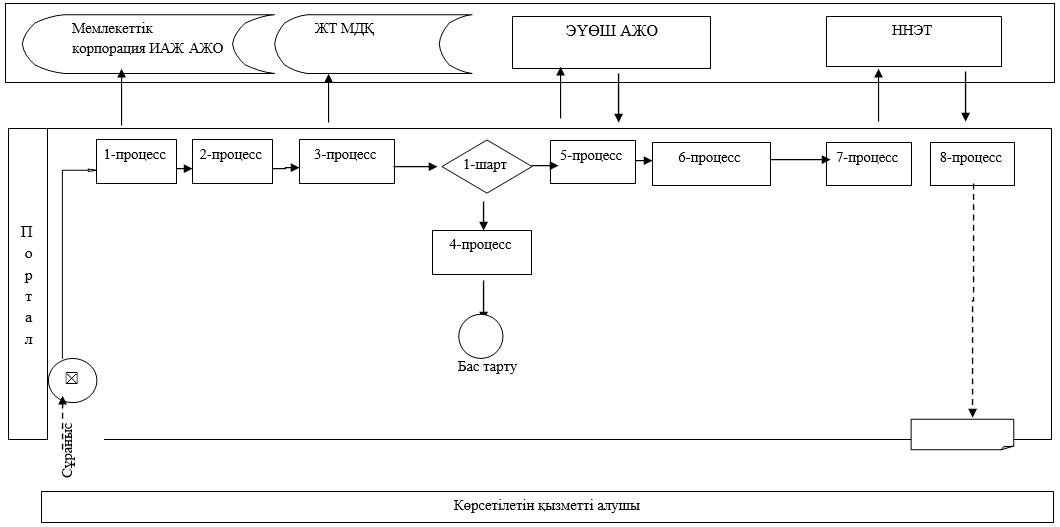 Мемлекеттік
корпорация ИАЖ АЖО
ЖТ МДҚ
ЭҮӨШ АЖО
ННЭТ
1-процесс
2-процесс
3-процесс
1-шарт
5-процесс
6-процесс
7-процесс
8-процесс
4-процесс
Портал
Бас тарту
Сұраныс
Көрсетілетін қызметті алушы